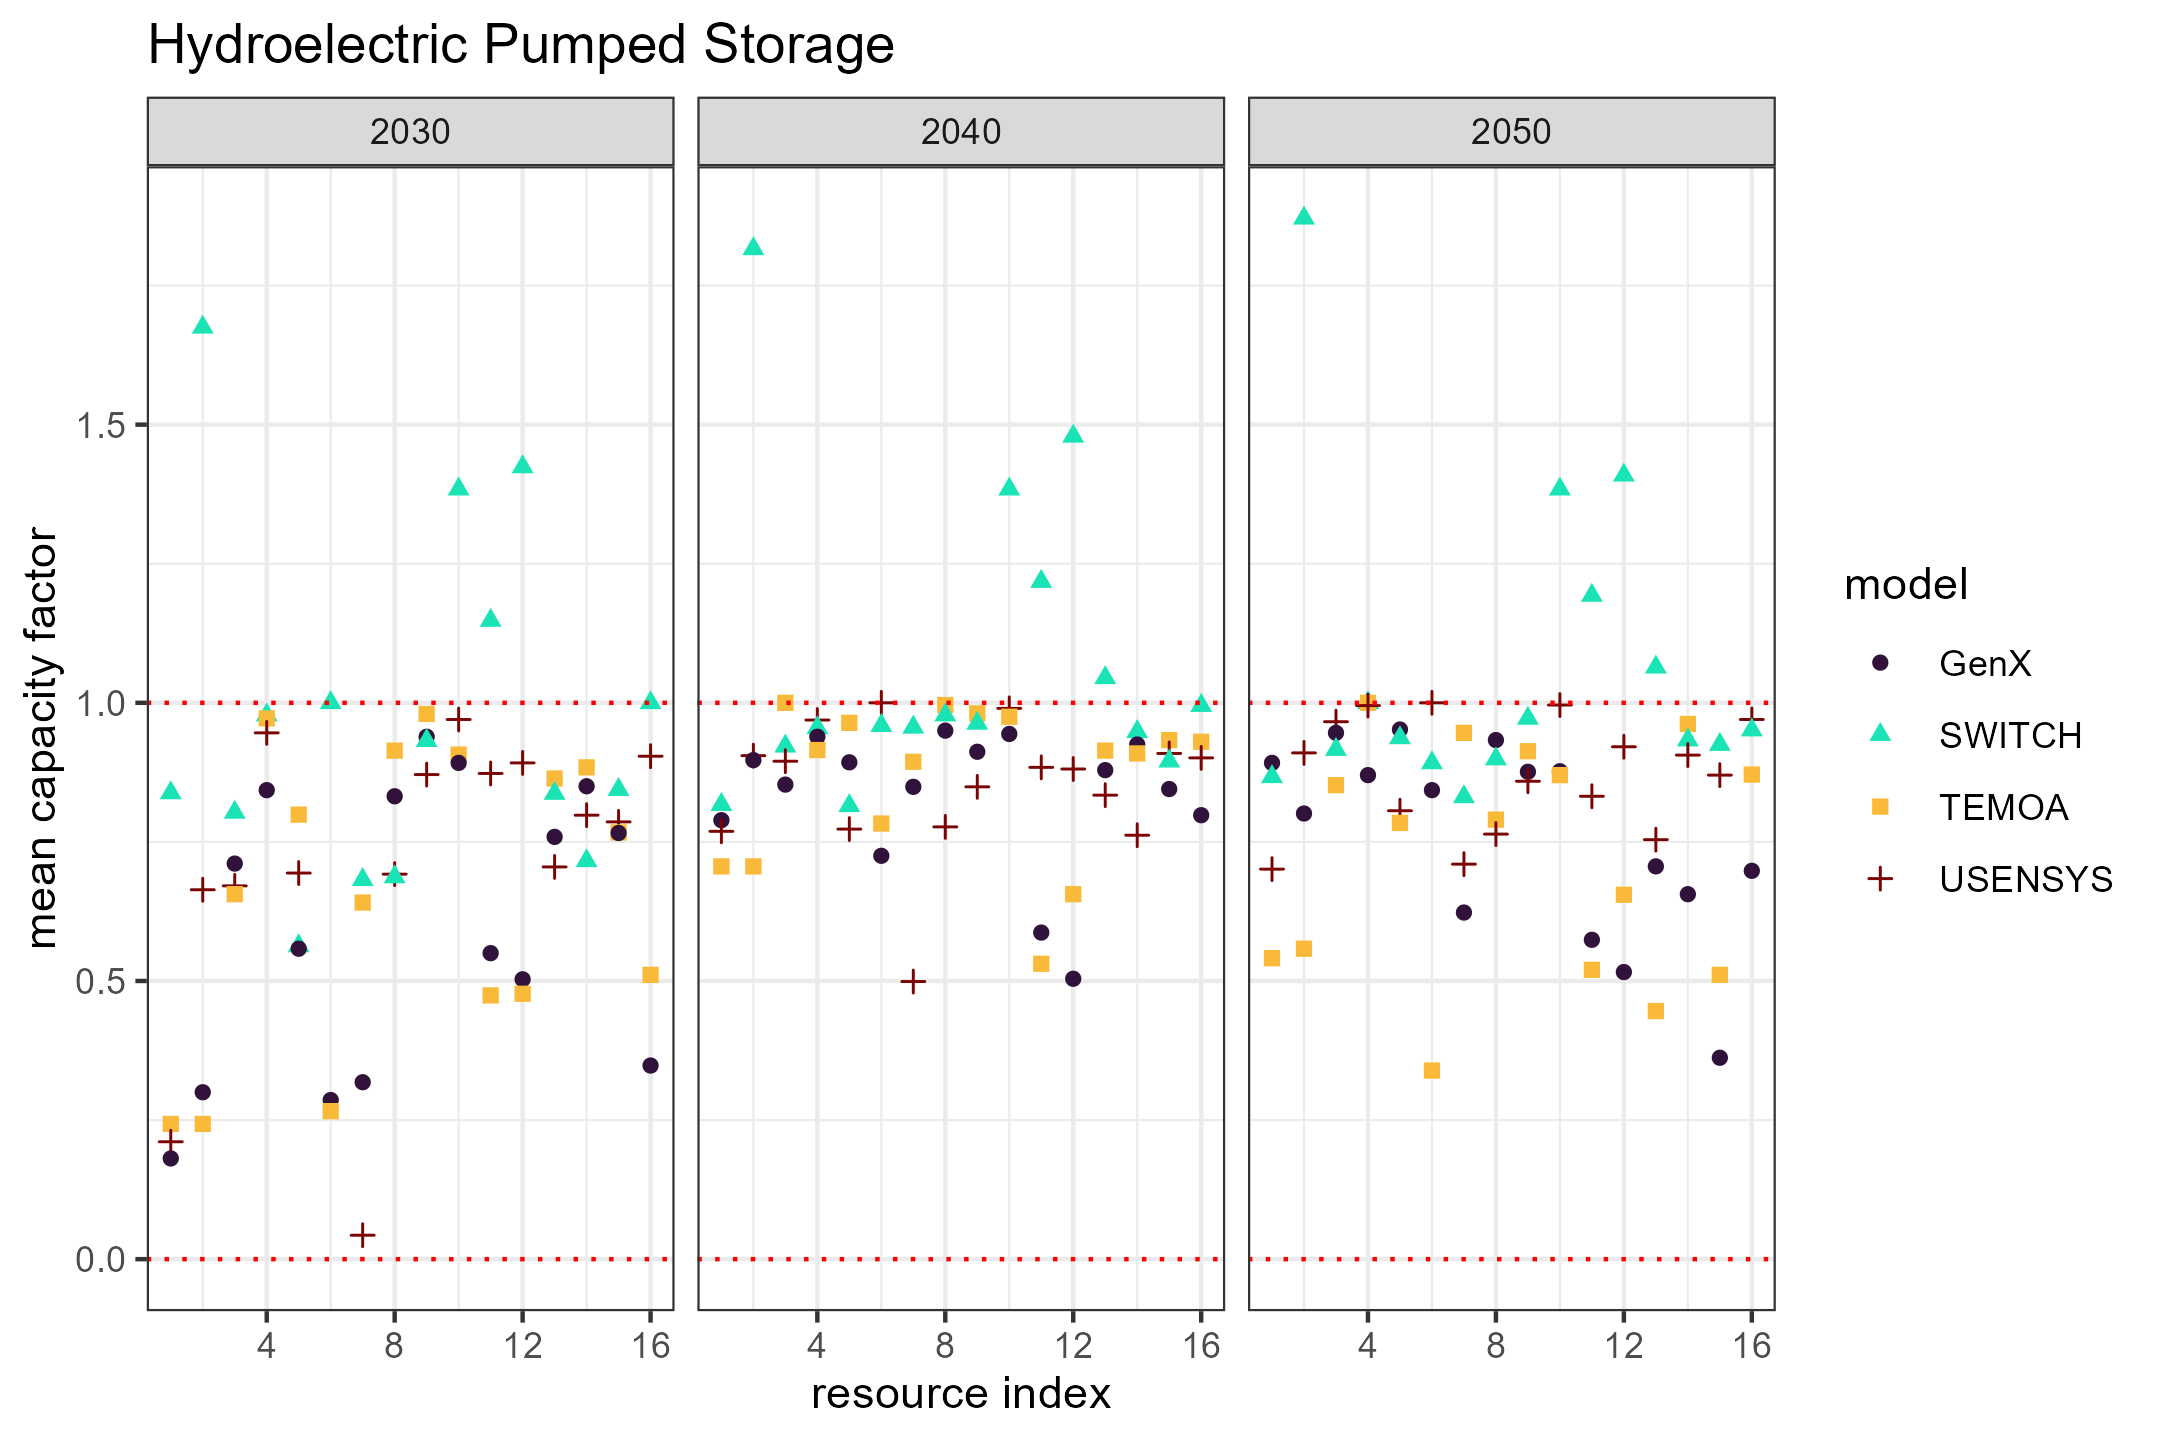 Hydroelectric Pumped Storage
2030 2040 2050
1.5
1.0
0.5
0.0
mean capacity factor
4 8 12 16 4 8 12 16 4 8 12 16
resource index
model
GenX
SWITCH
TEMOA
USENSYS